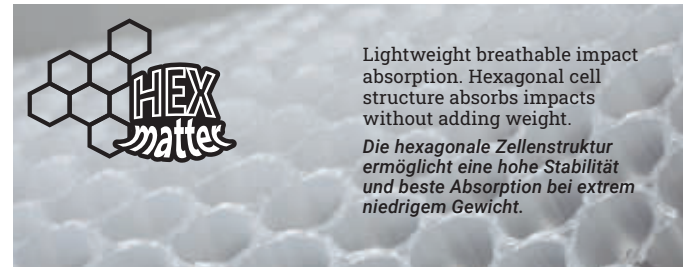 HEX
matter
Lightweight breathable impact
absorption. Hexagonal cell
structure absorbs impacts
without adding weight.
Die hexagonale Zellenstruktur
ermöglicht eine hohe Stabilität
und beste Absorption bei extrem
niedrigem Gewicht.